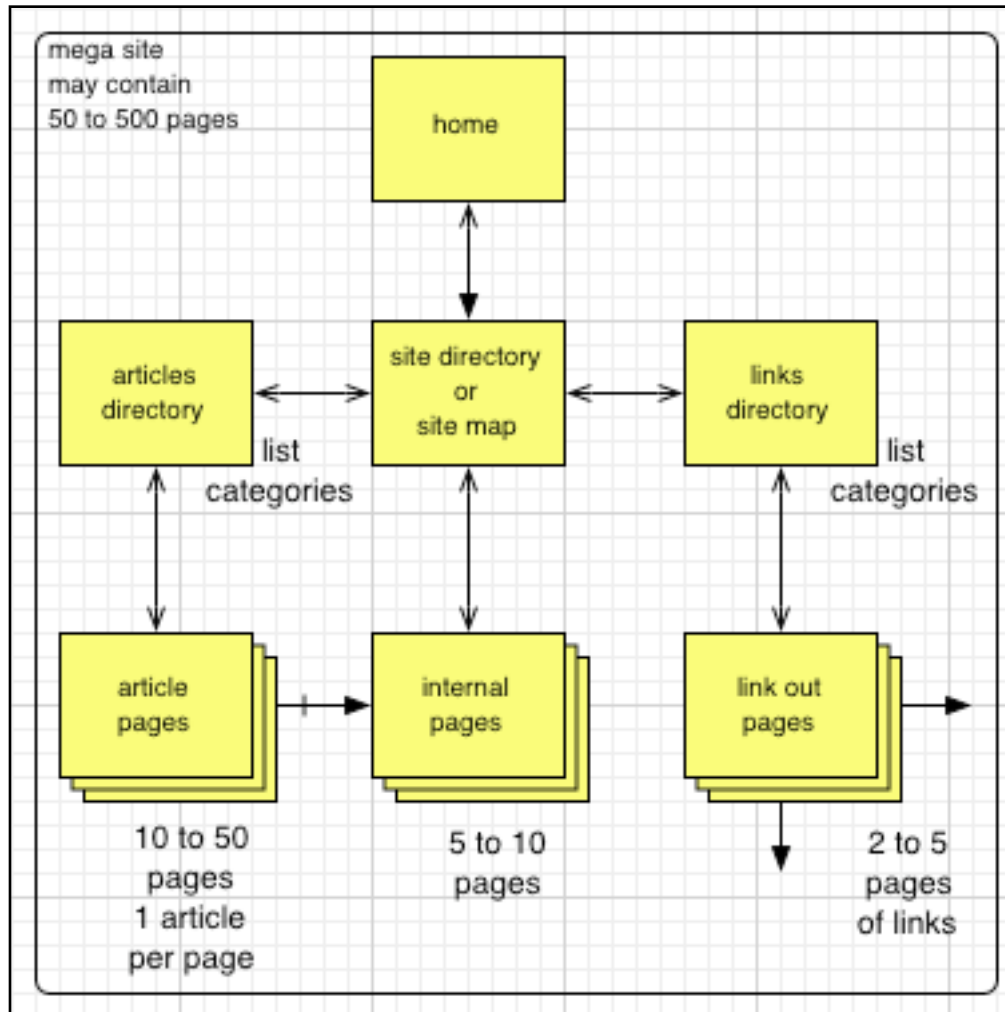 mega site
may contain
50 to 500 pages
home
articles
directory
site directory
or
site map
links
directory
list
categories
list
categories
article
pages
internal
pages
link out
pages
10 to 50
pages
1 article
per page
5 to 10
pages
2 to 5
pages
of links